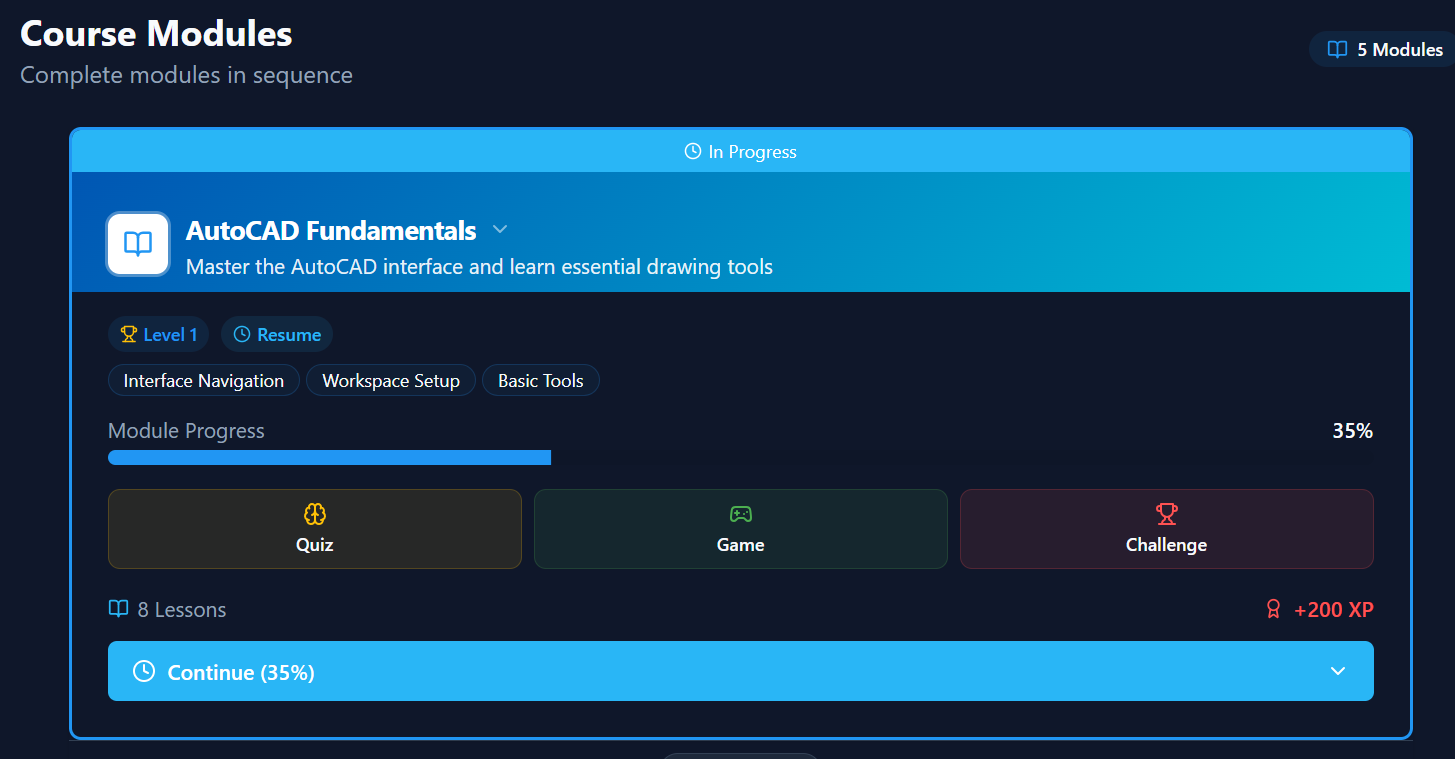 Course Modules
Complete modules in sequence
5 Modules
In Progress
AutoCAD Fundamentals
Master the AutoCAD interface and learn essential drawing tools
Level 1 Resume
Interface Navigation Workspace Setup Basic Tools
Module Progress 35%
Quiz Game Challenge
8 Lessons +200 XP
Continue (35%)